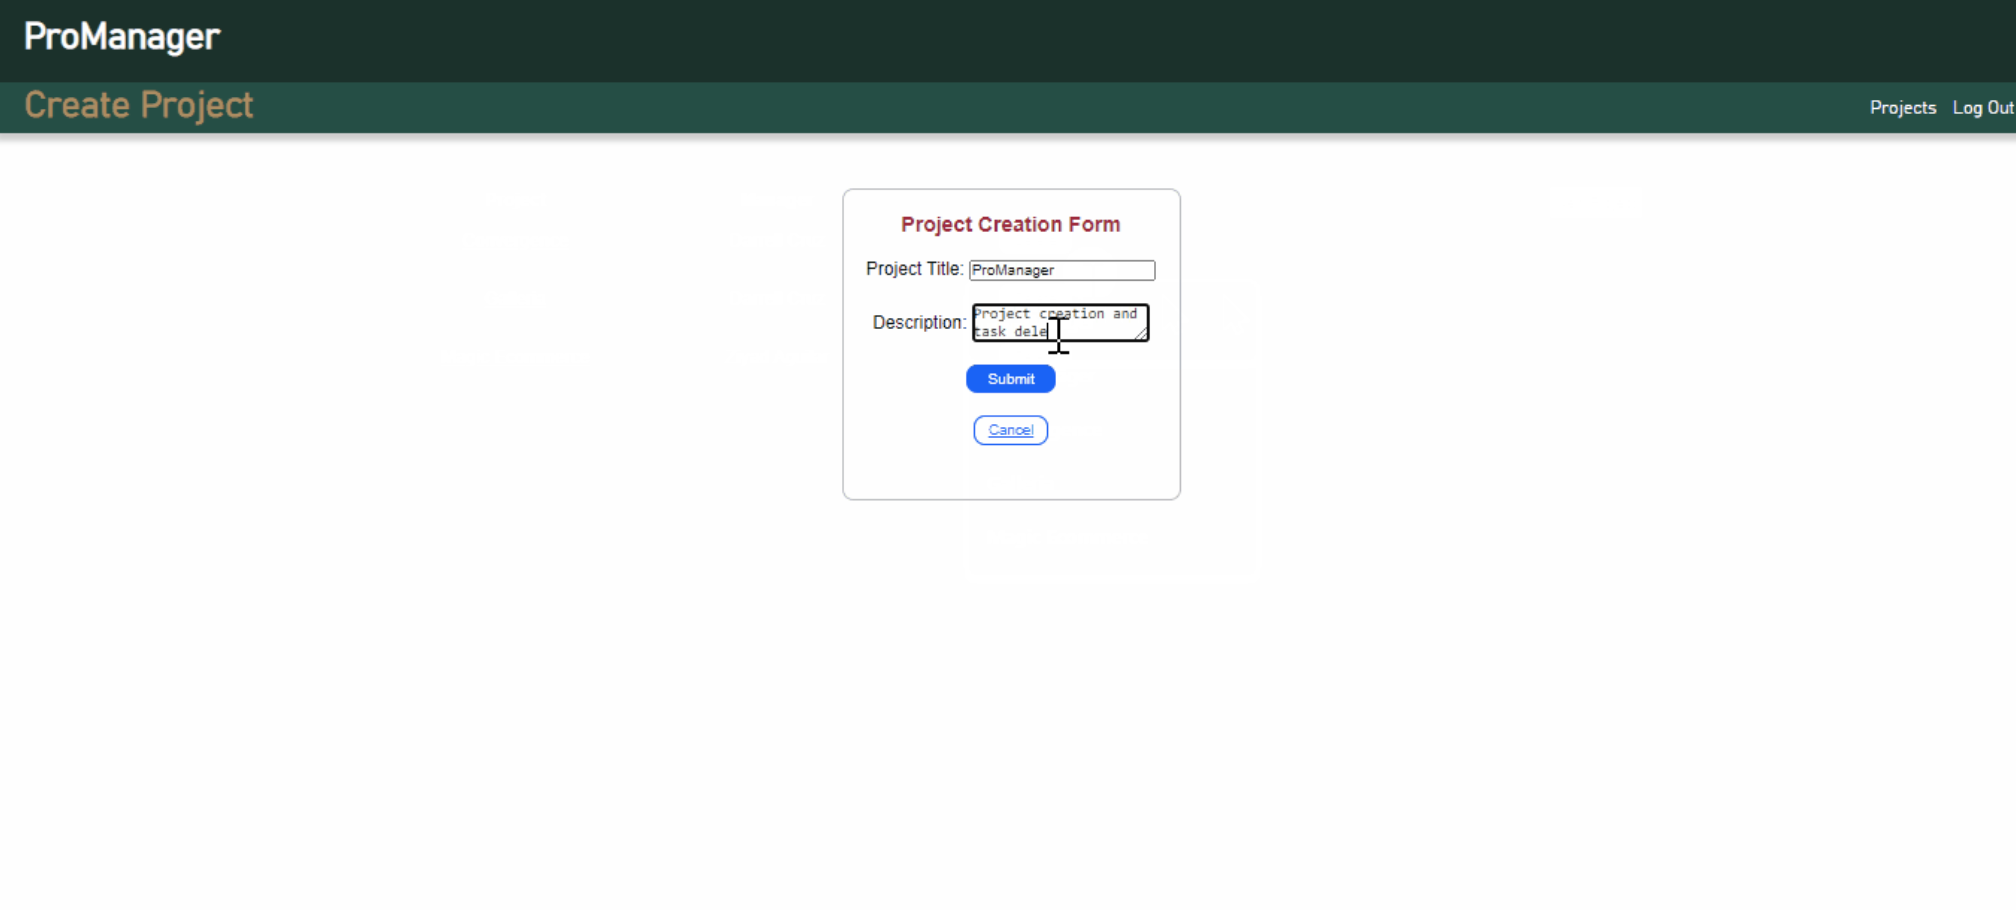 ProManager
Create Project
Projects Log Out
Project Creation Form
Project Title: ProManager
Description: Project creation and
task dele
Submit
Cancel